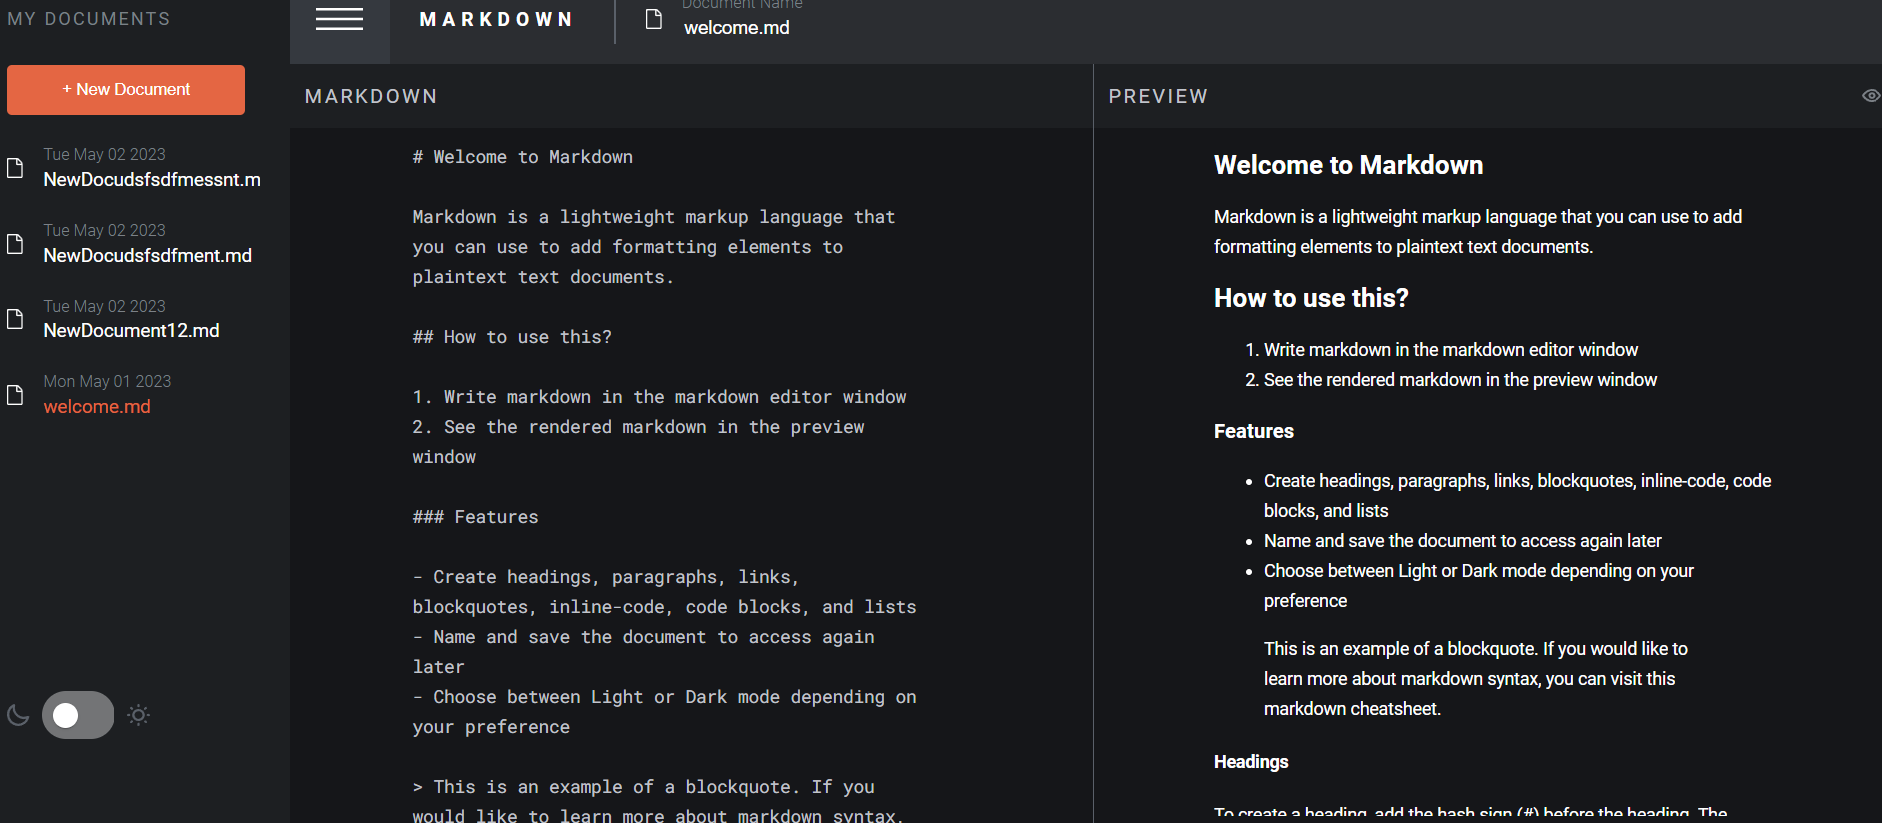 MY DOCUMENTS
+ New Document
Tue May 02 2023
NewDocudsfsdfmessnt.m
Tue May 02 2023
NewDocudsfsdfment.md
Tue May 02 2023
NewDocument12.md
Mon May 01 2023
welcome.md
MARKDOWN
Document Name
welcome.md
MARKDOWN
# Welcome to Markdown
Markdown is a lightweight markup language that
you can use to add formatting elements to
plaintext text documents.
## How to use this?
1. Write markdown in the markdown editor window
2. See the rendered markdown in the preview
window
### Features
- Create headings, paragraphs, links,
blockquotes, inline-code, code blocks, and lists
- Name and save the document to access again
later
- Choose between Light or Dark mode depending on
your preference
> This is an example of a blockquote. If you
would like to learn more about markdown syntax,
PREVIEW
Welcome to Markdown
Markdown is a lightweight markup language that you can use to add
formatting elements to plaintext text documents.
How to use this?
1. Write markdown in the markdown editor window
2. See the rendered markdown in the preview window
Features
• Create headings, paragraphs, links, blockquotes, inline-code, code
blocks, and lists
• Name and save the document to access again later
• Choose between Light or Dark mode depending on your
preference
This is an example of a blockquote. If you would like to
learn more about markdown syntax, you can visit this
markdown cheatsheet.
Headings
To create a heading, add the hash sign (#) before the heading. The